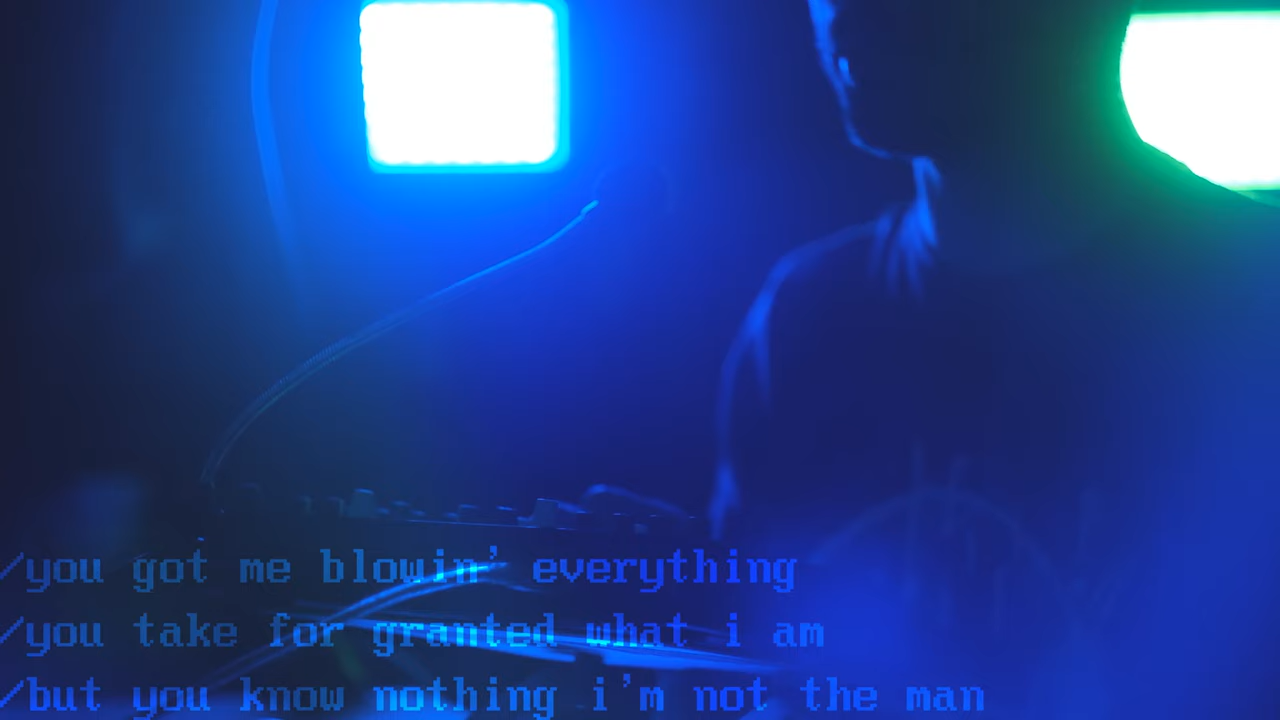 /you got me blowin' everything
/you take for granted what i am
/but you know nothing i'm not the man